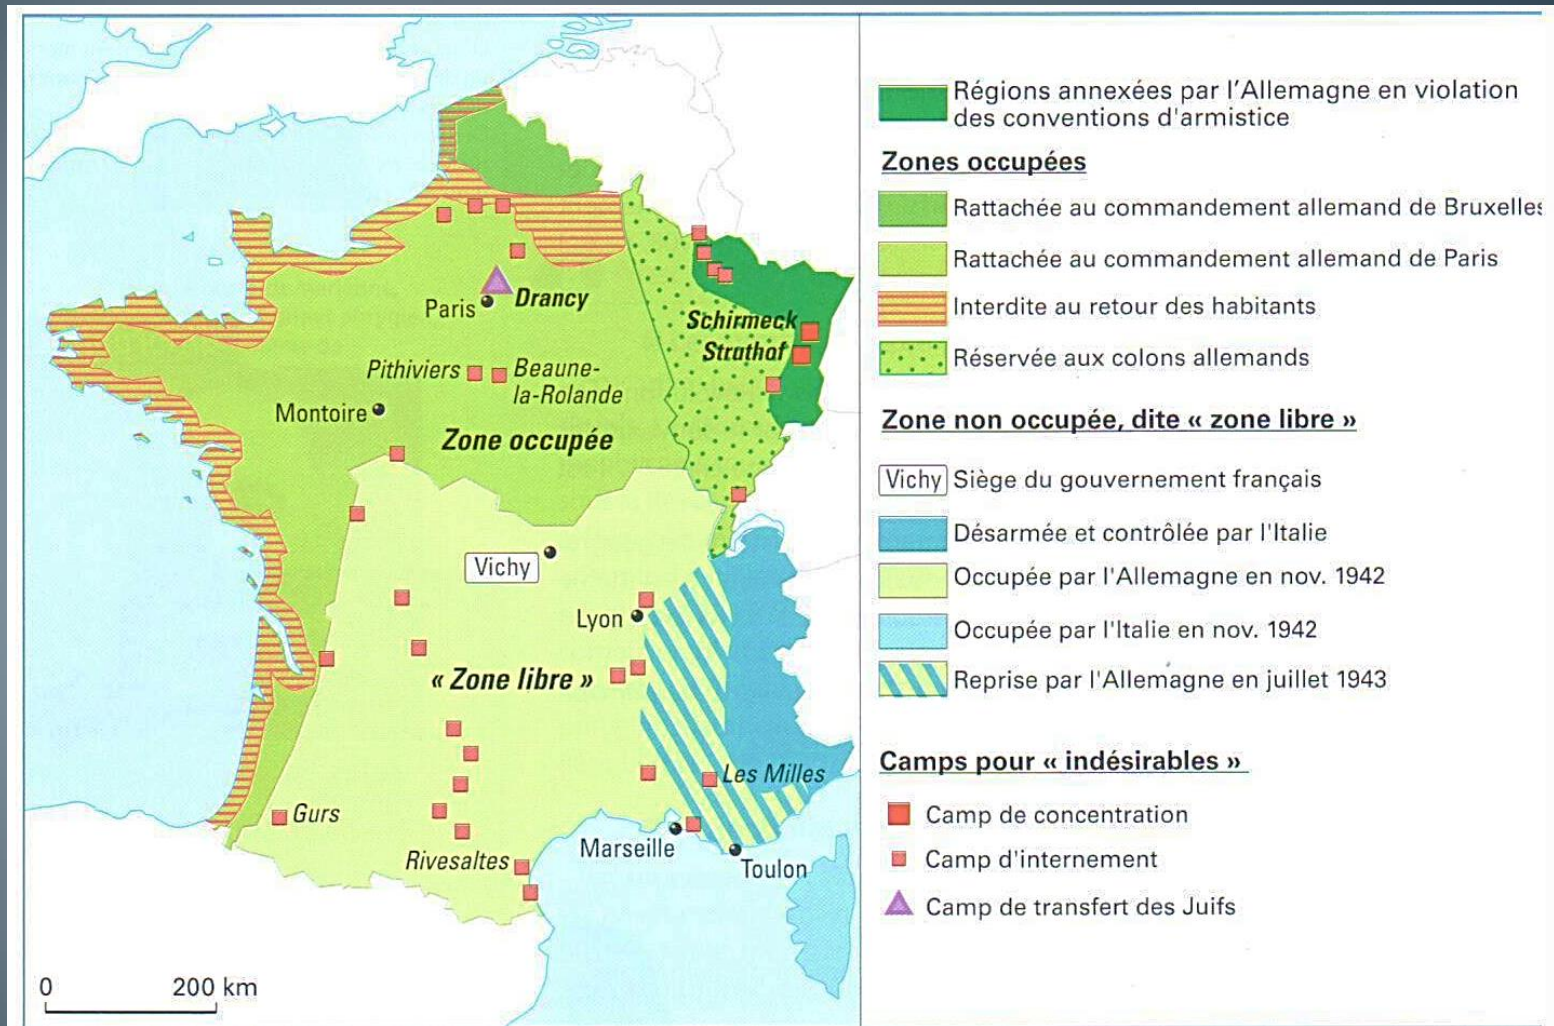 Paris
Drancy
Pithiviers
Beaune-
la-Rolande
Montoire
Zone occupée
Schirmeck
Struthof
Vichy
Lyon
« Zone libre »
Les Milles
Gurs
Rivesaltes
Marseille
Toulon
0 200 km
Régions annexées par l'Allemagne en violation
des conventions d'armistice
Zones occupées
Rattachée au commandement allemand de Bruxelles
Rattachée au commandement allemand de Paris
Interdite au retour des habitants
Réservée aux colons allemands
Zone non occupée, dite « zone libre »
Vichy Siège du gouvernement français
Désarmée et contrôlée par l'Italie
Occupée par l'Allemagne en nov. 1942
Occupée par l'Italie en nov. 1942
Reprise par l'Allemagne en juillet 1943
Camps pour « indésirables »
Camp de concentration
Camp d'internement
Camp de transfert des Juifs